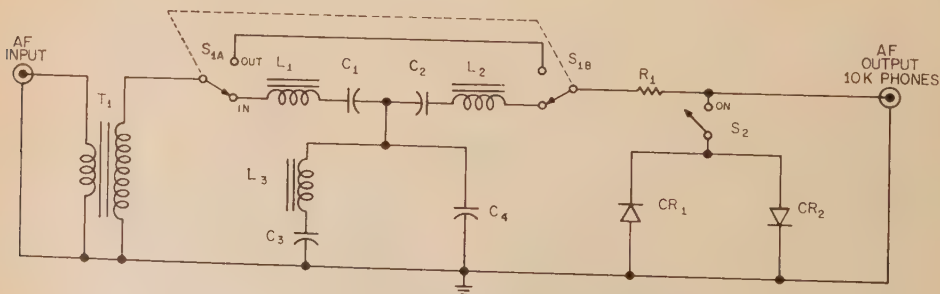 AF
INPUT
T1
S1A
OUT
IN
L1
C1
C2
L2
S1B
R1
AF
OUTPUT
10K PHONES
ON
S2
L3
C3
C4
CR1
CR2